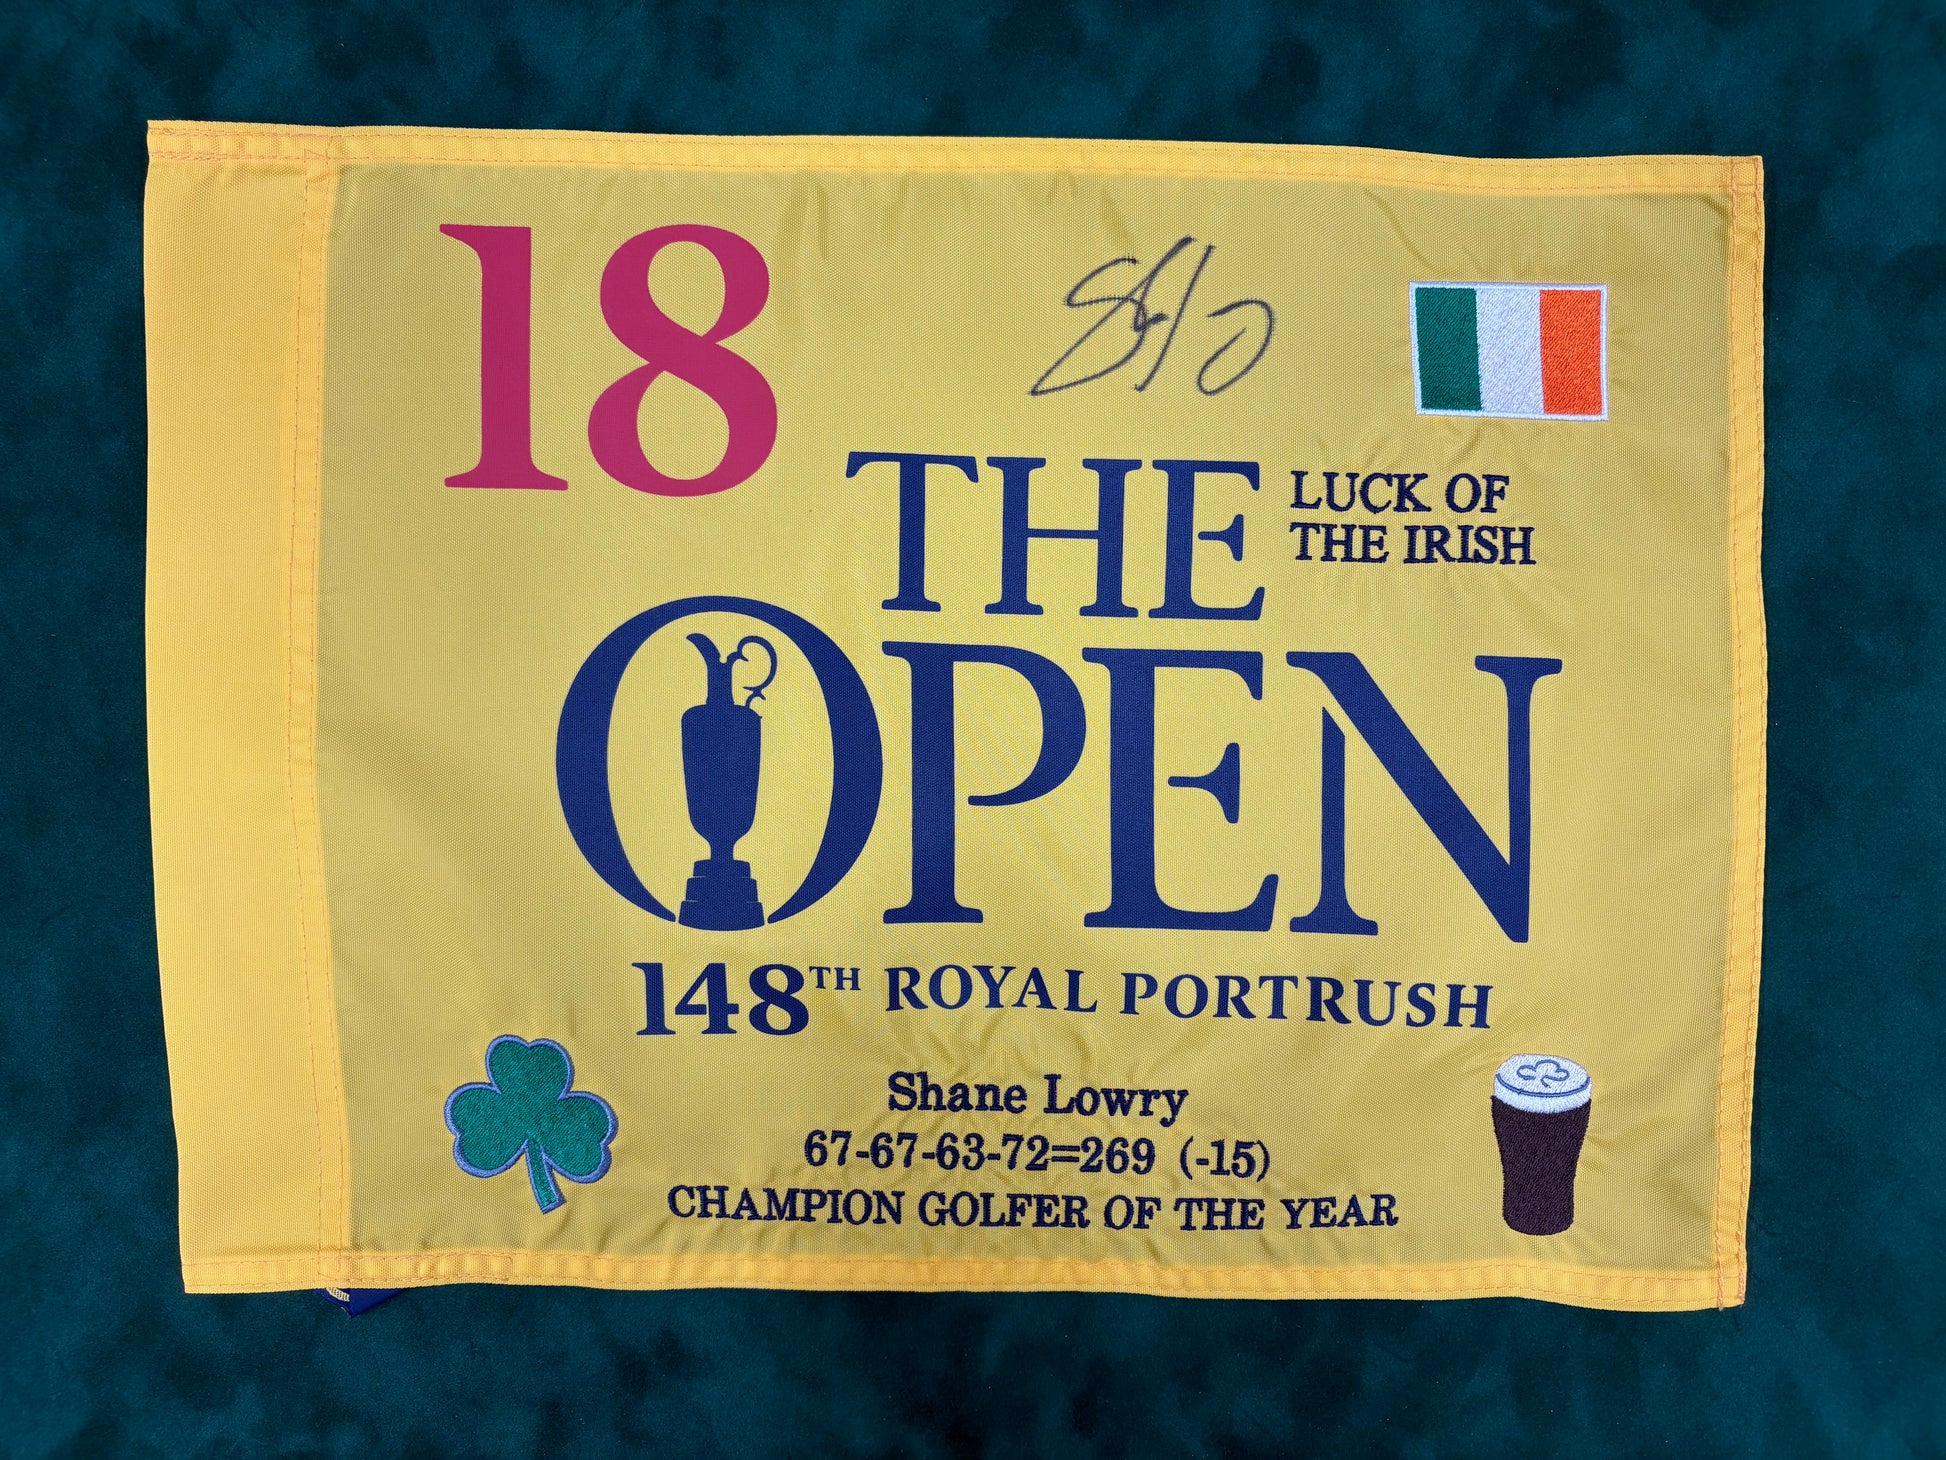 18
THE
LUCK OF
THE IRISH
OPEN
148TH ROYAL PORTRUSH
Shane Lowry
67-67-63-72=269 (-15)
CHAMPION GOLFER OF THE YEAR